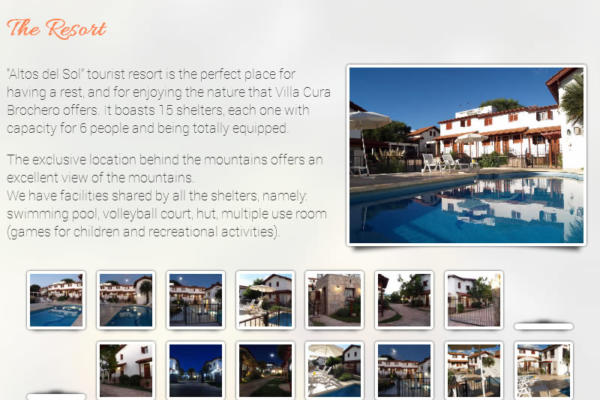 The Resort
"Altos del Sol" tourist resort is the perfect place for
having a rest, and for enjoying the nature that Villa Cura
Brochero offers. It boasts 15 shelters, each one with
capacity for 6 people and being totally equipped.
The exclusive location behind the mountains offers an
excellent view of the mountains.
We have facilities shared by all the shelters, namely:
swimming pool, volleyball court, hut, multiple use room
(games for children and recreational activities).